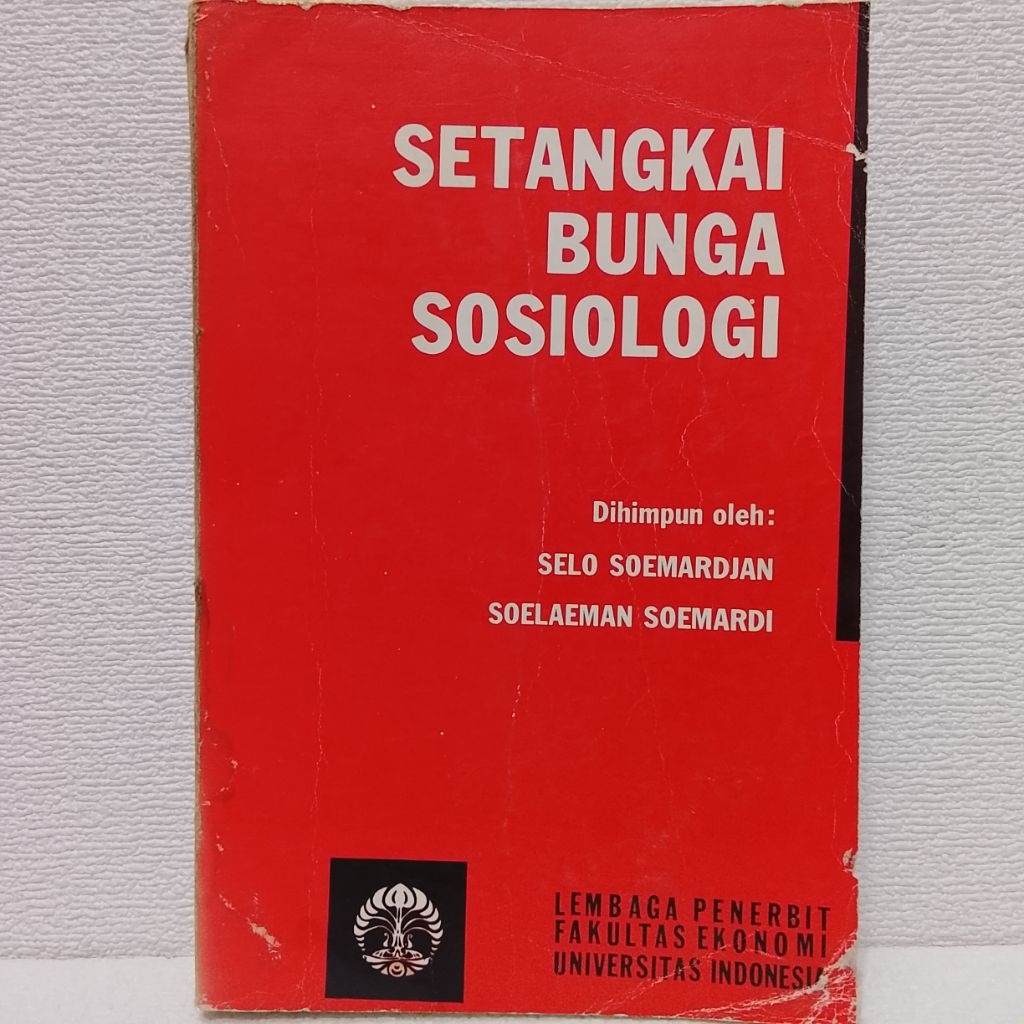 SETANGKAI
BUNGA
SOSIOLOGI
Dihimpun oleh:
SELO SOEMARDJAN
SOELAEMAN SOEMARDI
LEMBAGA PENERBIT
FAKULTAS EKONOMI
UNIVERSITAS INDONESIA